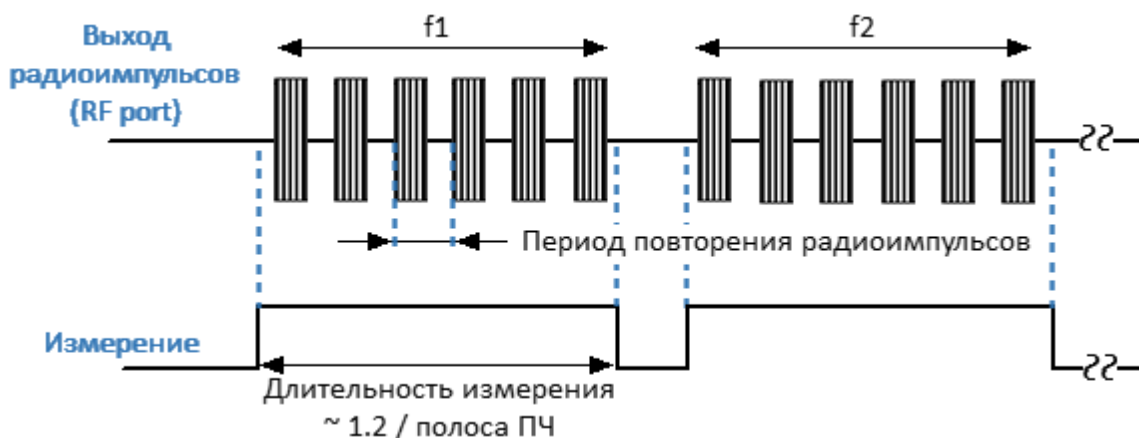 f1
f2
Выход
радиоимпульсов
(RF port)
Период повторения радиоимпульсов
Измерение
Длительность измерения
~ 1.2 / полоса ПЧ